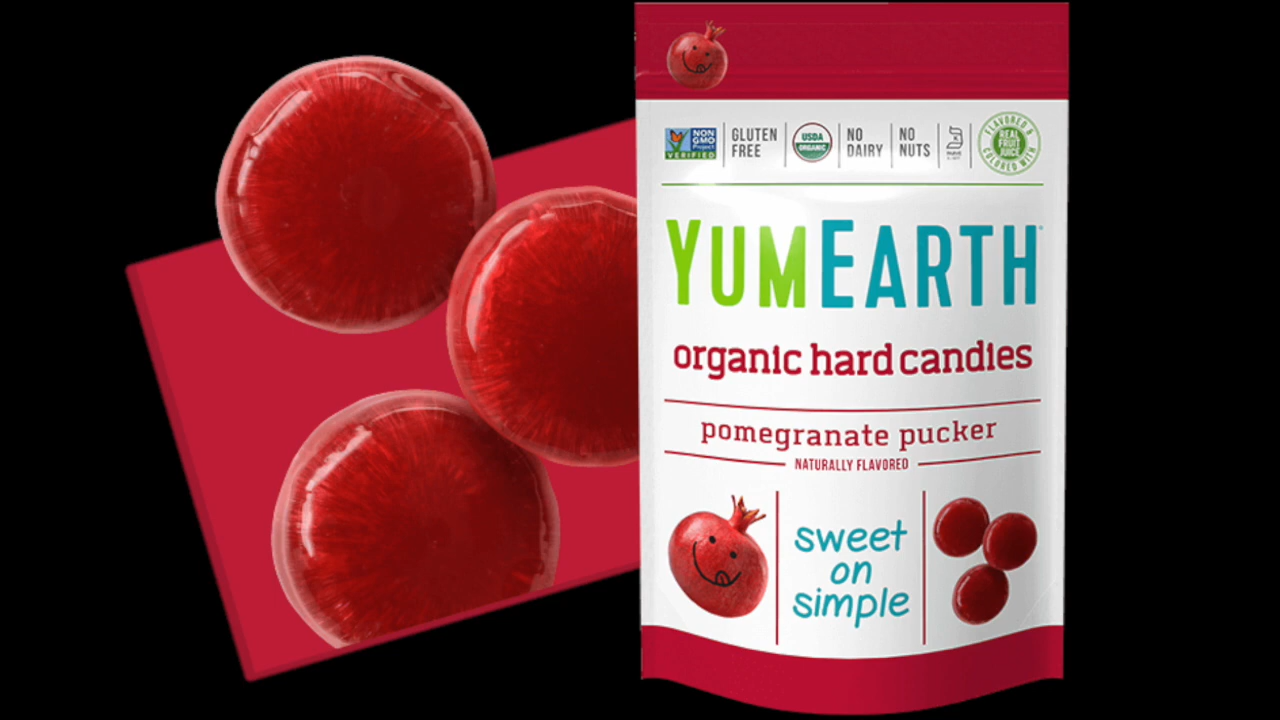 NON
GMO
Project
VERIFIED
GLUTEN
FREE
USDA
ORGANIC
NO
DAIRY
NO
NUTS
FLAVORED &
COLORED WITH
REAL
FRUIT
JUICE
YUMEARTH
organic hard candies
pomegranate pucker
NATURALLY FLAVORED
sweet
on
simple